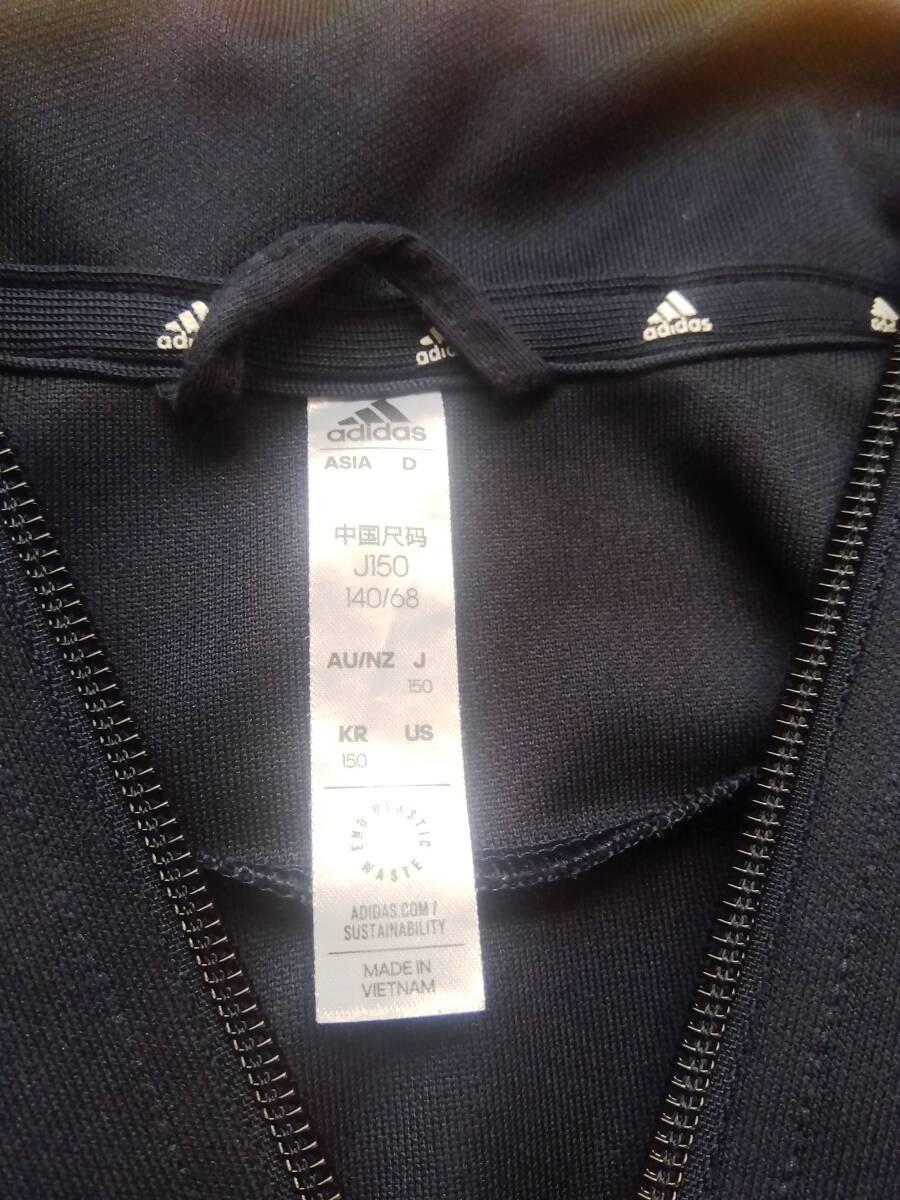 adidas
adi
adidas
adidas
ASIA D
中国尺码
J150
140/68
AU/NZ J
150
KR US
150
END PLASTIC WASTE
ADIDAS.COM/
SUSTAINABILITY
MADE IN
VIETNAM